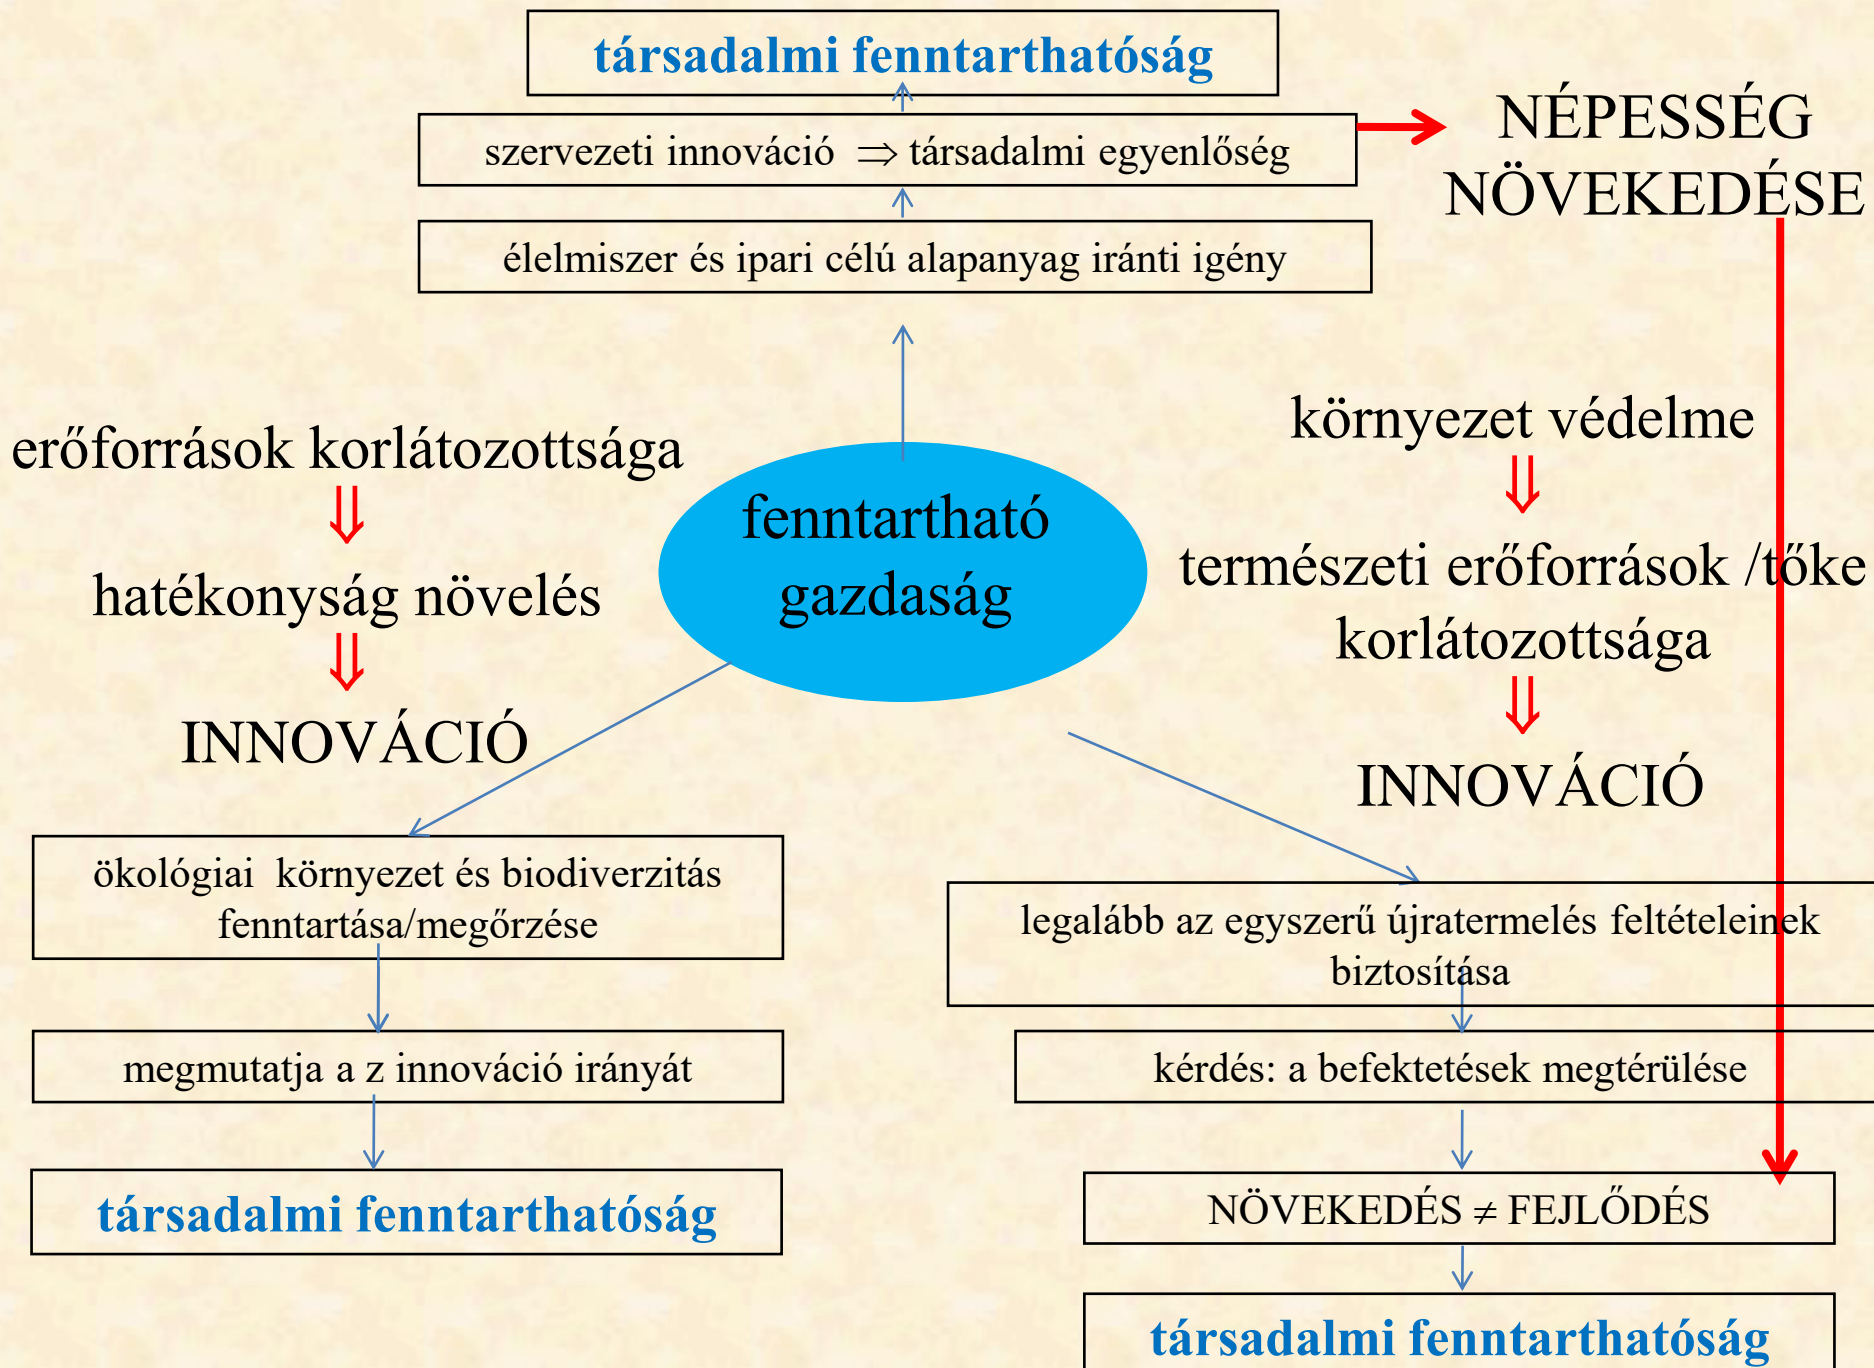 társadalmi fenntarthatóság
szervezeti innováció ⇒ társadalmi egyenlőség
élelmiszer és ipari célú alapanyag iránti igény
NÉPESSÉG
NÖVEKEDÉSE
erőforrások korlátozottsága
⇓
hatékonyság növelés
⇓
INNOVÁCIÓ
fenntartható
gazdaság
környezet védelme
⇓
természeti erőforrások /tőke
korlátozottsága
⇓
INNOVÁCIÓ
ökológiai környezet és biodiverzitás
fenntartása/megőrzése
megmutatja a z innováció irányát
társadalmi fenntarthatóság
legalább az egyszerű újratermelés feltételeinek
biztosítása
kérdés: a befektetések megtérülése
NÖVEKEDÉS ≠ FEJLŐDÉS
társadalmi fenntarthatóság